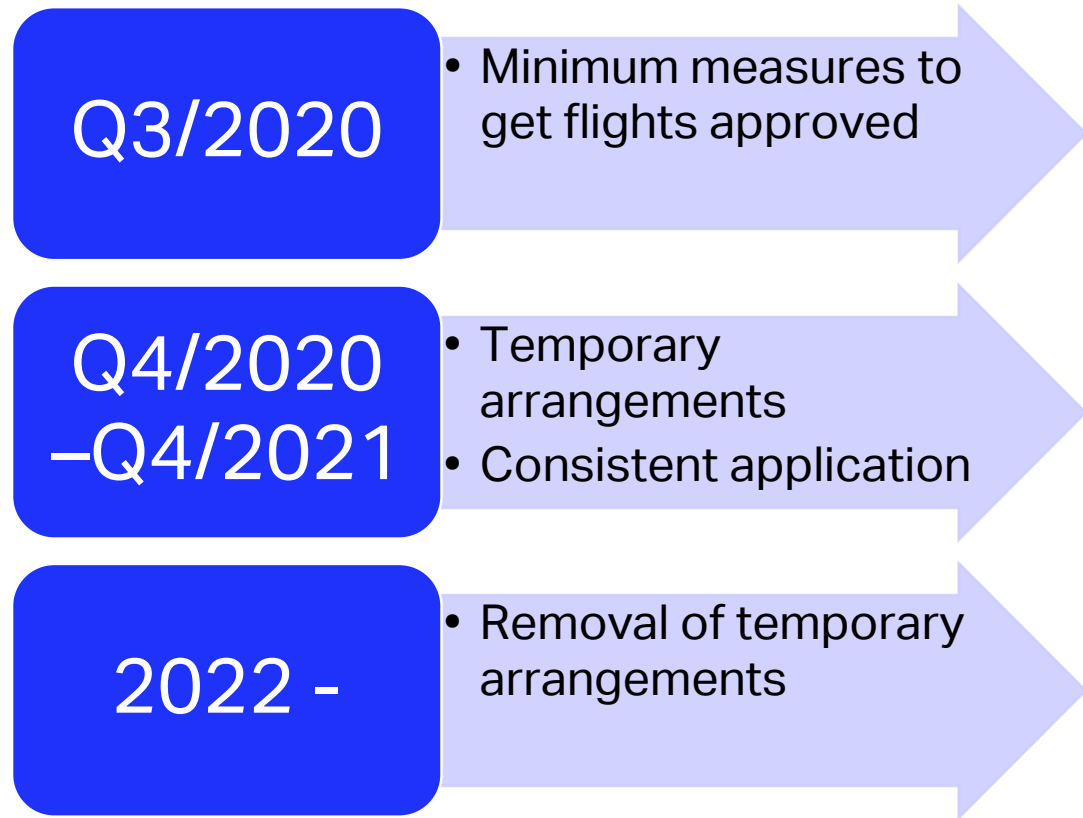 Q3/2020
• Minimum measures to
get flights approved
Q4/2020
–Q4/2021
• Temporary
arrangements
• Consistent application
2022 -
• Removal of temporary
arrangements